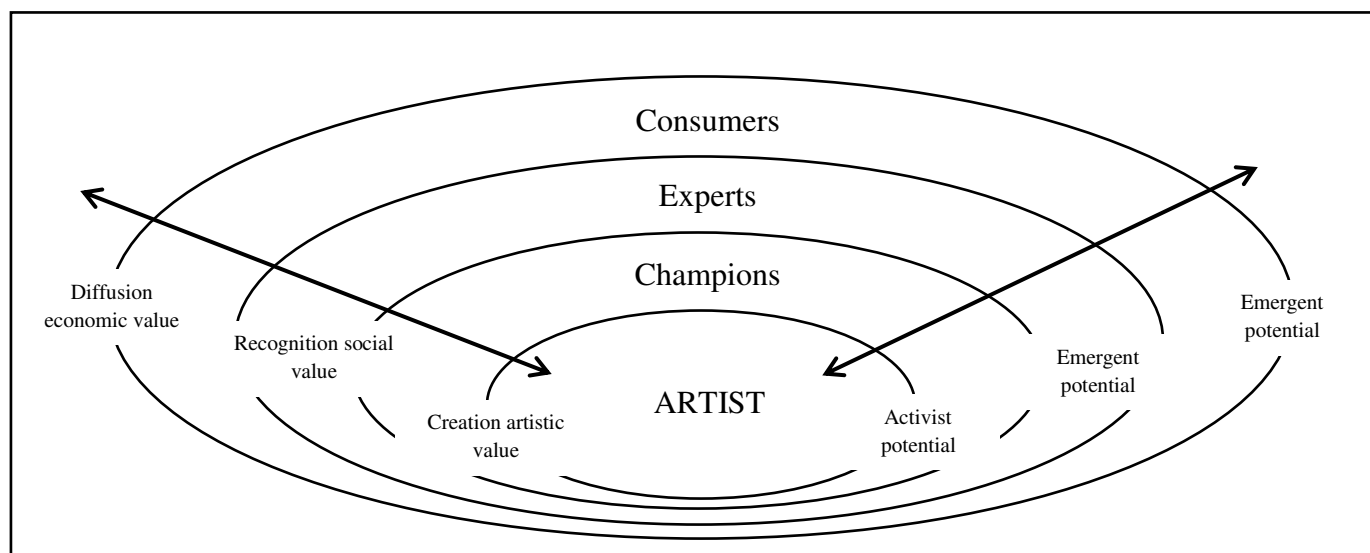 Consumers
Experts
Champions
Diffusion
economic value
Emergent
potential
Recognition social
value
Emergent
potential
ARTIST
Creation artistic
value
Activist
potential